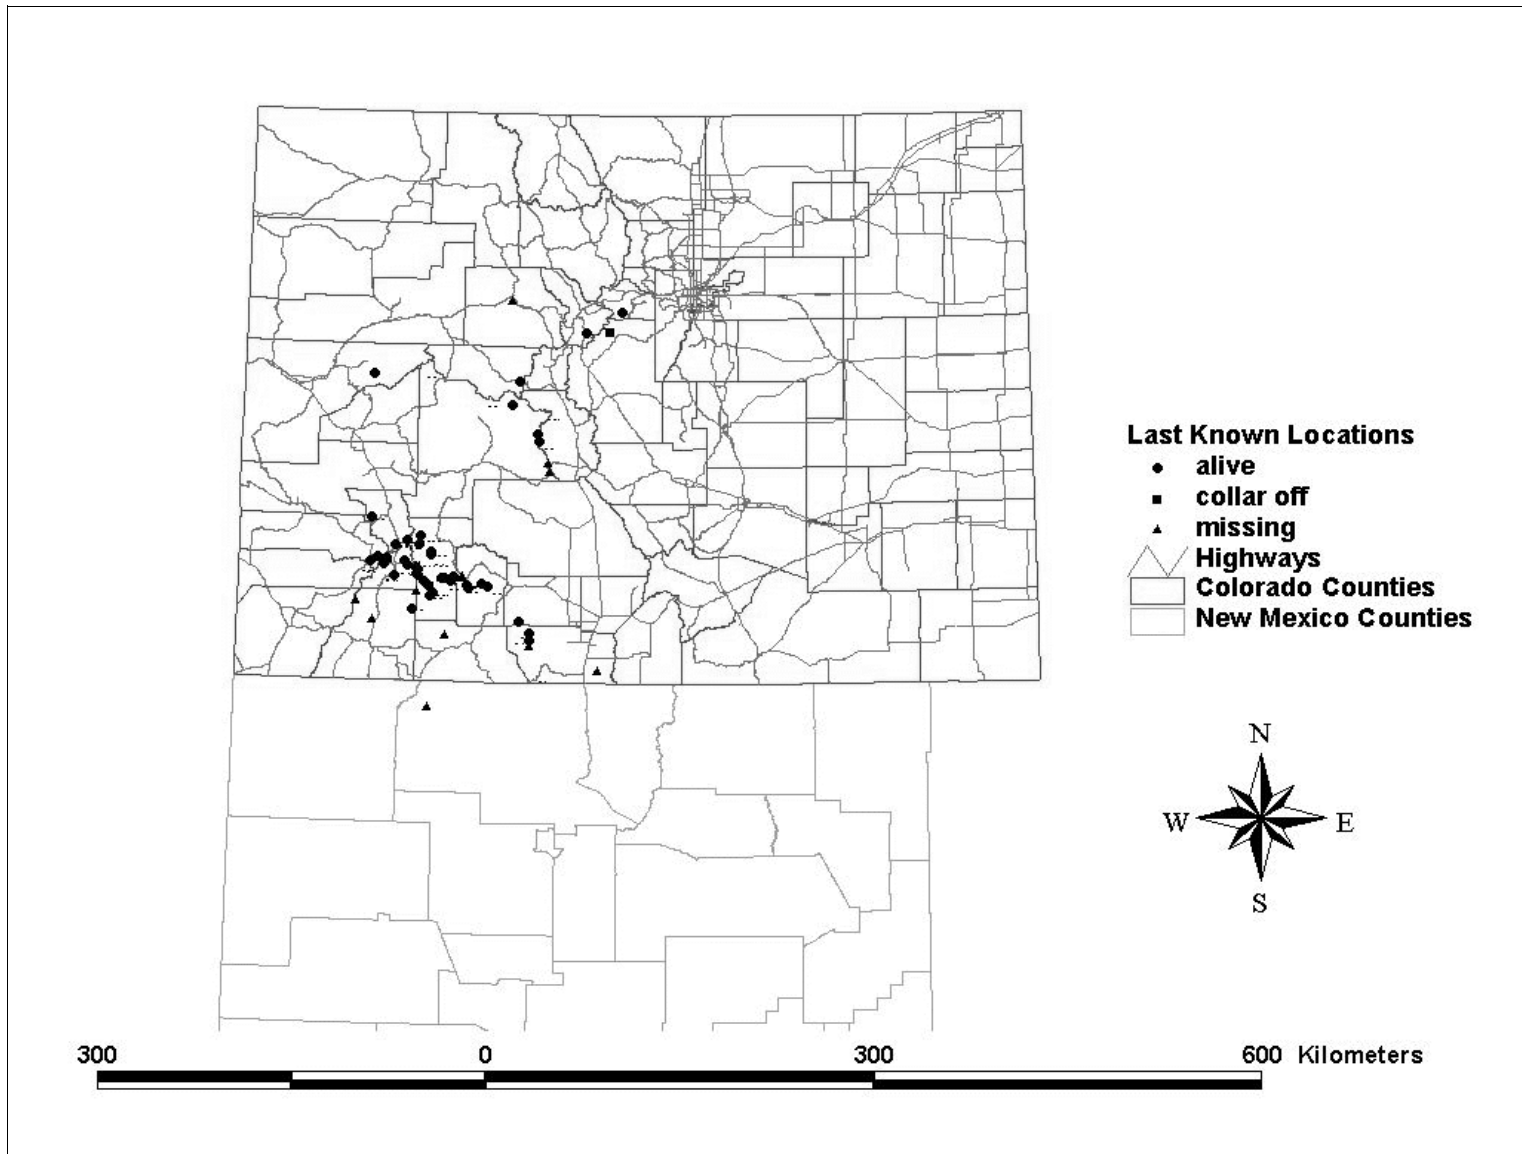 Last Known Locations
alive
collar off
missing
Highways
Colorado Counties
New Mexico Counties
N
W E
S
300 0 300 600 Kilometers